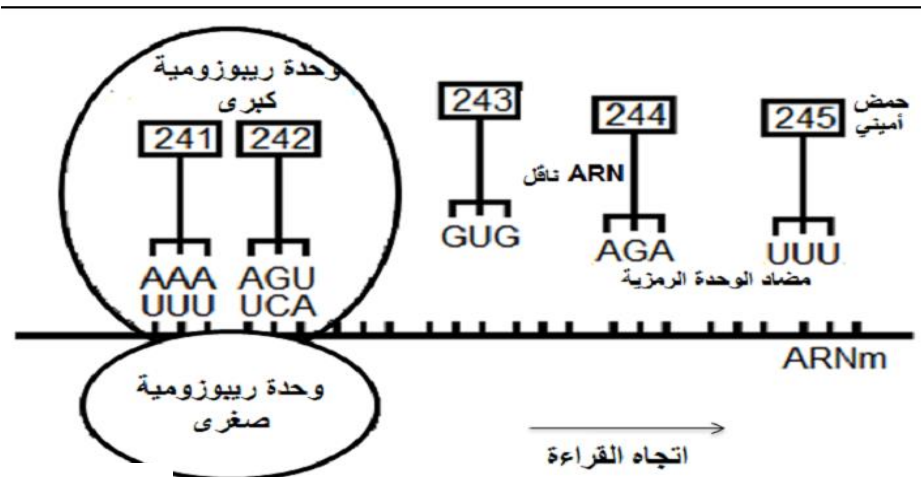 وحدة ريبوزومية
كبرى
241 242 243 244 245
حمض
أميني
ARN ناقل
AAA AGU GUG AGA UUU
UUU UCA
مضاد الوحدة الرمزية
ARNm
وحدة ريبوزومية
صغرى
اتجاه القراءة